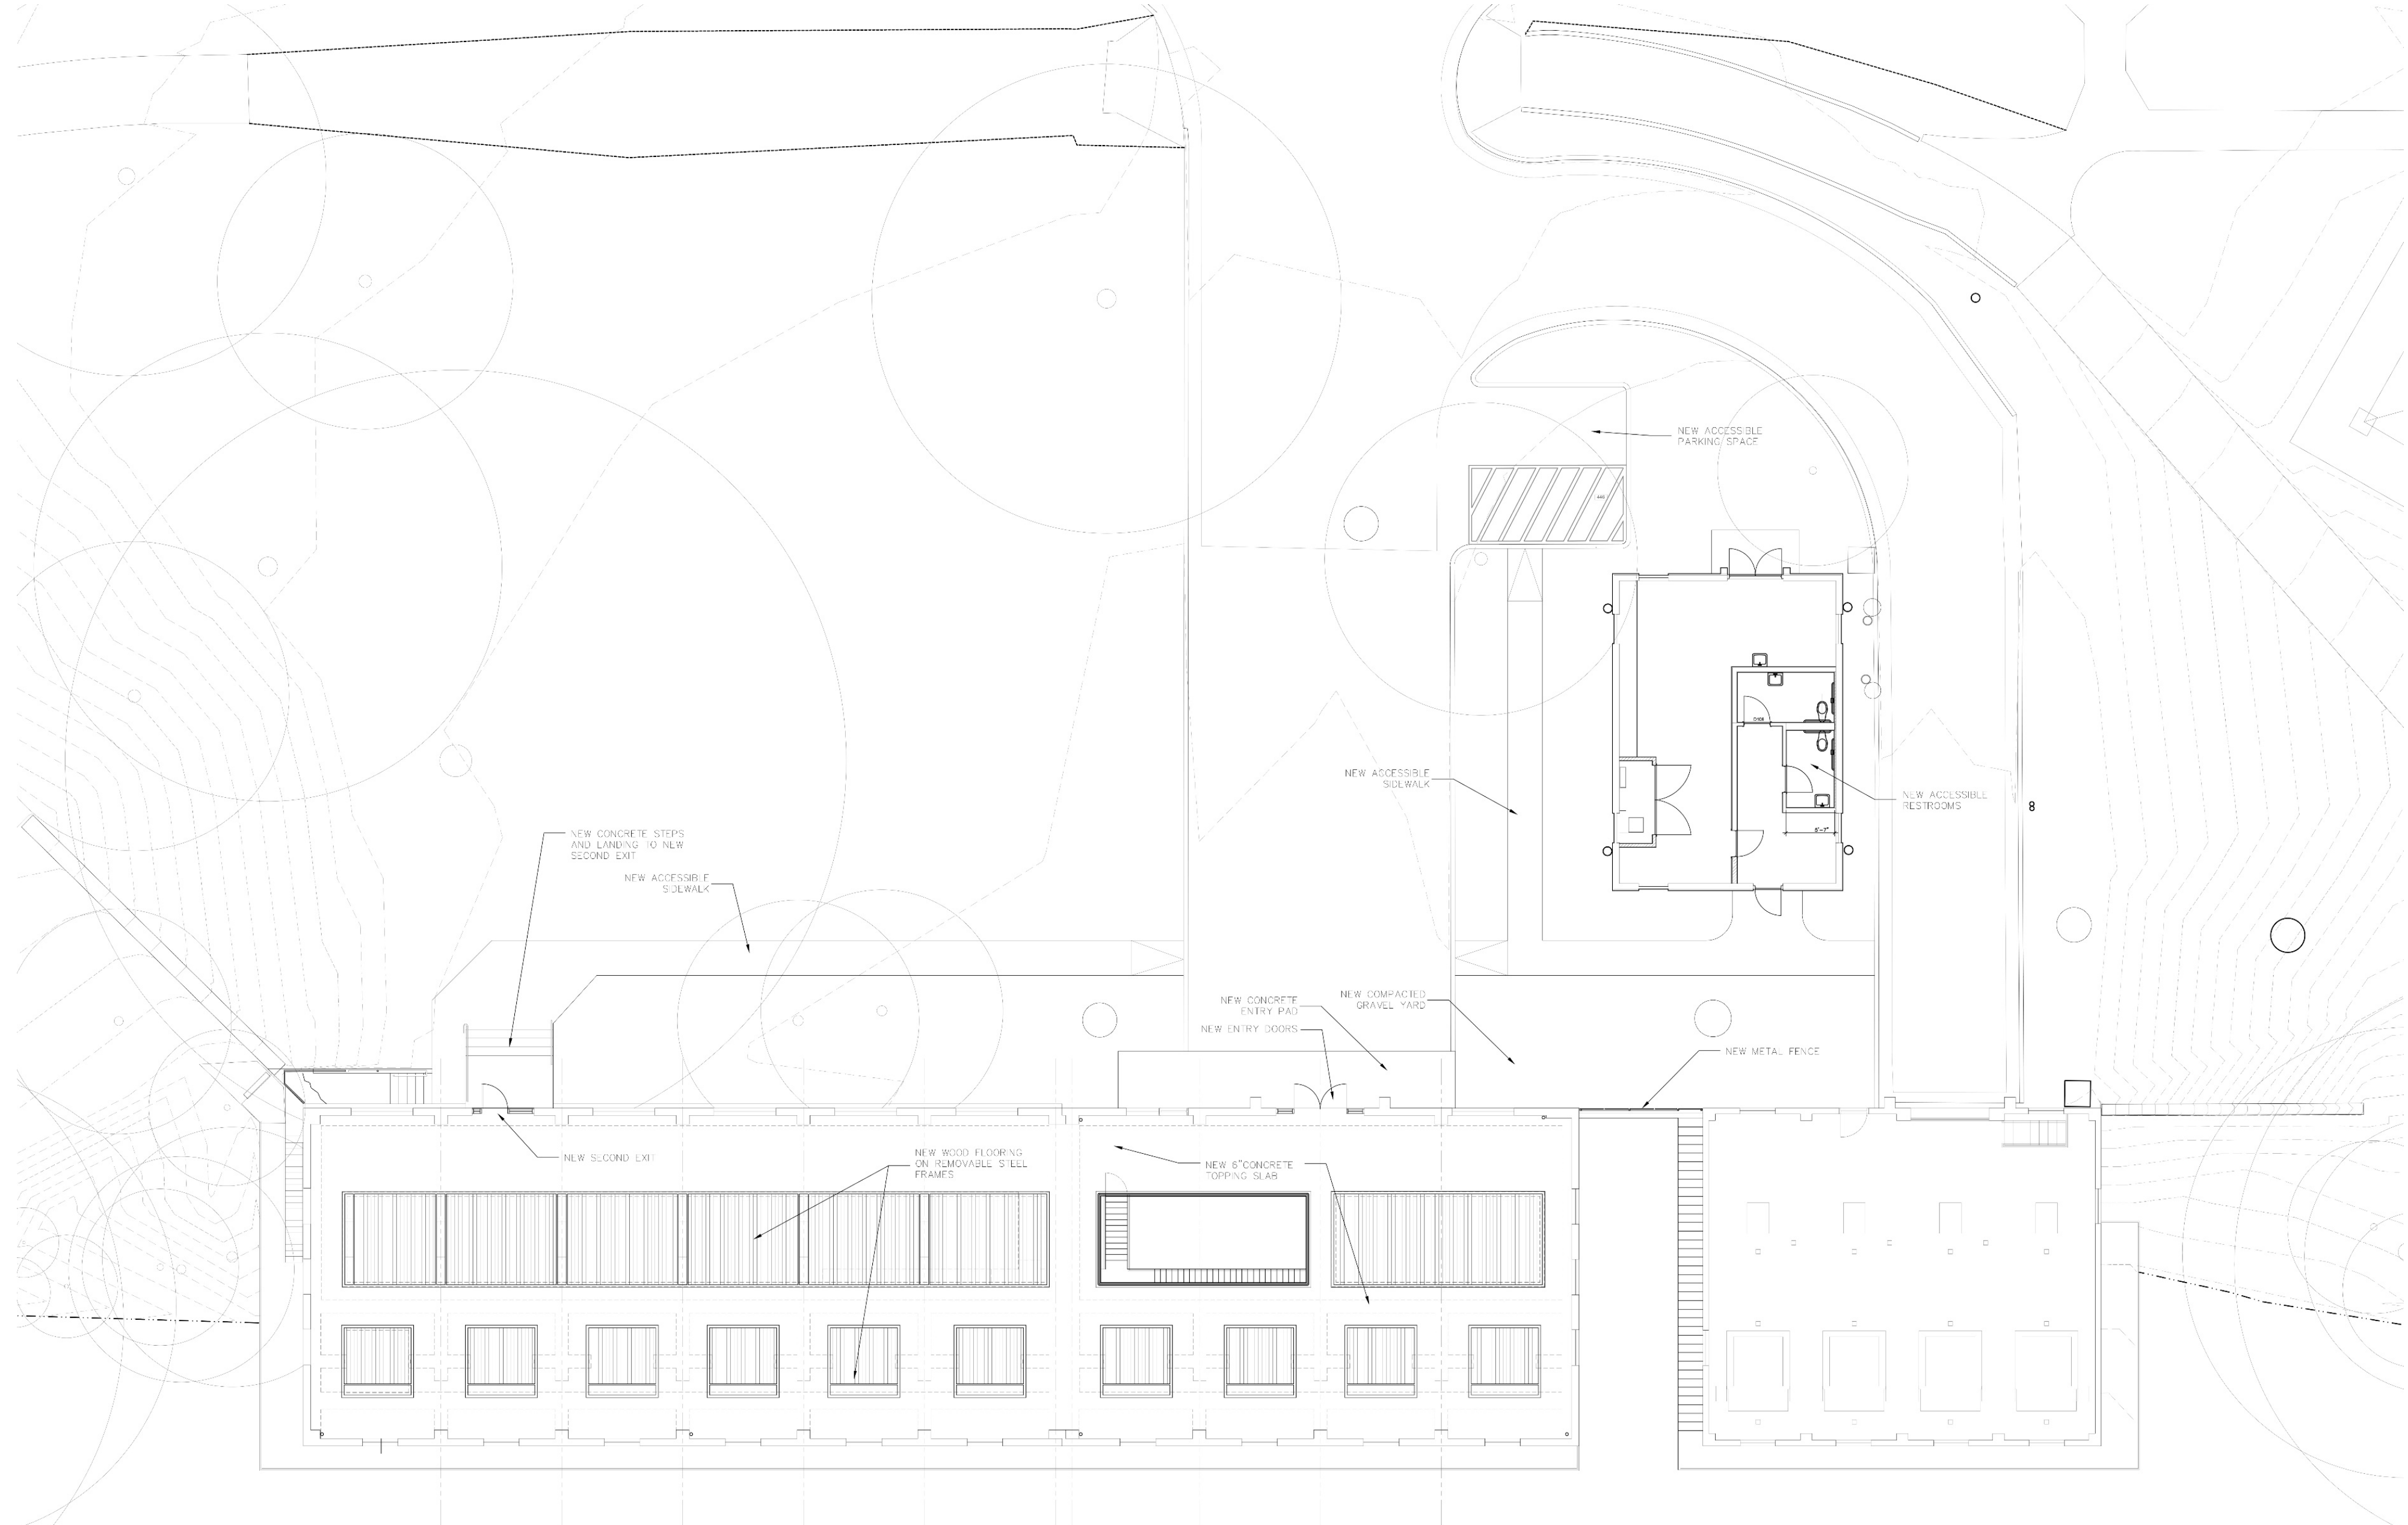 NEW ACCESSIBLE
PARKING SPACE
NEW ACCESSIBLE
SIDEWALK
NEW ACCESSIBLE
RESTROOMS
8
5'-7"
NEW CONCRETE STEPS
AND LANDING TO NEW
SECOND EXIT
NEW ACCESSIBLE
SIDEWALK
NEW CONCRETE
ENTRY PAD
NEW COMPACTED
GRAVEL YARD
NEW ENTRY DOORS
NEW METAL FENCE
NEW SECOND EXIT
NEW WOOD FLOORING
ON REMOVABLE STEEL
FRAMES
NEW 6"CONCRETE
TOPPING SLAB